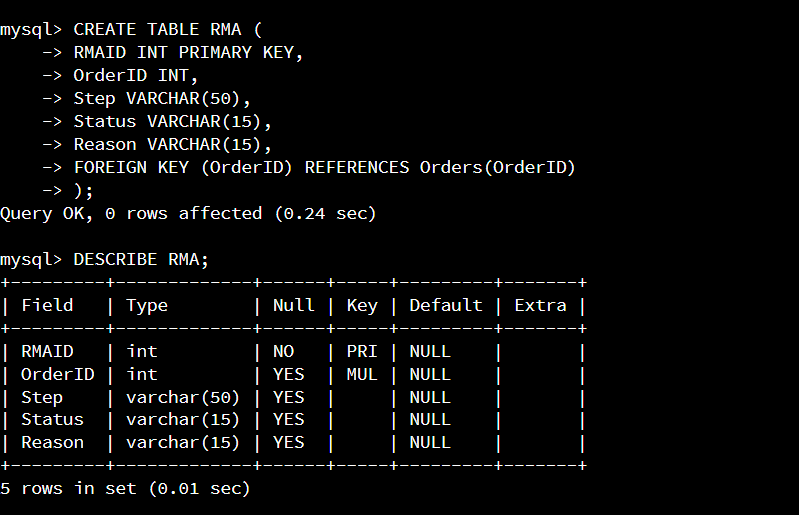 mysql> CREATE TABLE RMA (
    -> RMAID INT PRIMARY KEY,
    -> OrderID INT,
    -> Step VARCHAR(50),
    -> Status VARCHAR(15),
    -> Reason VARCHAR(15),
    -> FOREIGN KEY (OrderID) REFERENCES Orders(OrderID)
    -> );
Query OK, 0 rows affected (0.24 sec)

mysql> DESCRIBE RMA;
+---------+-------------+------+-----+---------+-------+
| Field   | Type        | Null | Key | Default | Extra |
+---------+-------------+------+-----+---------+-------+
| RMAID   | int         | NO   | PRI | NULL    |       |
| OrderID | int         | YES  | MUL | NULL    |       |
| Step    | varchar(50) | YES  |     | NULL    |       |
| Status  | varchar(15) | YES  |     | NULL    |       |
| Reason  | varchar(15) | YES  |     | NULL    |       |
+---------+-------------+------+-----+---------+-------+
5 rows in set (0.01 sec)